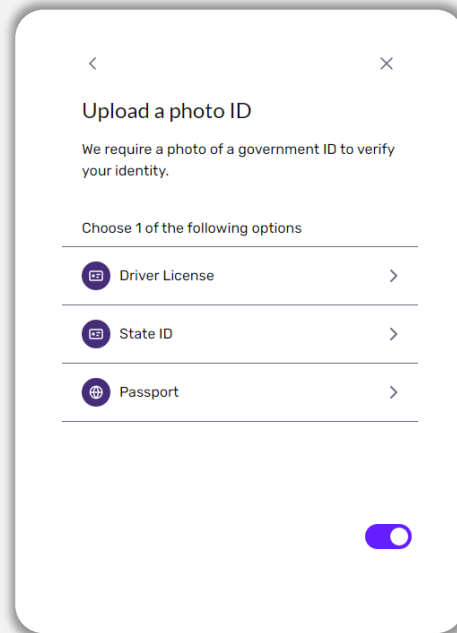 Upload a photo ID
We require a photo of a government ID to verify
your identity.
Choose 1 of the following options
Driver License
State ID
Passport